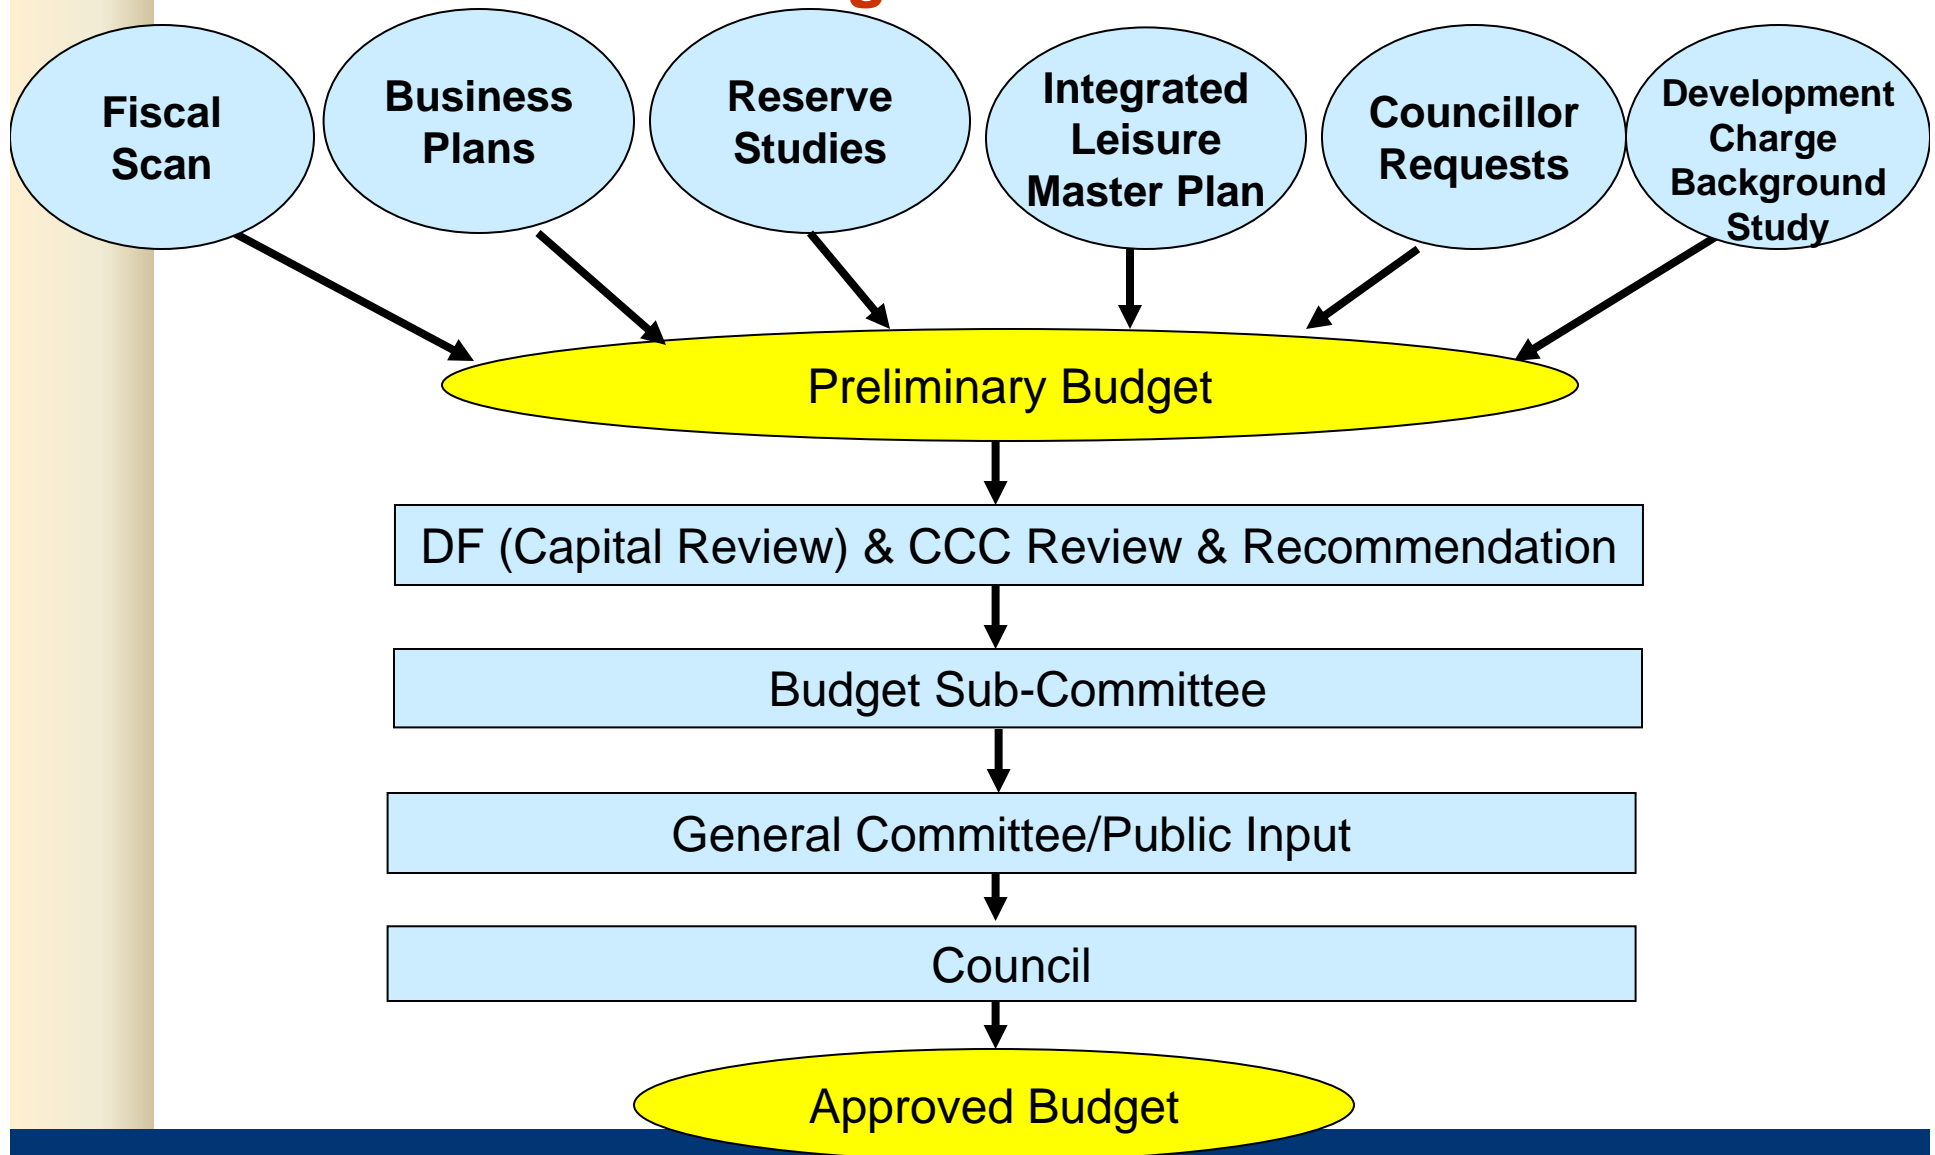 Fiscal
Scan
Business
Plans
Reserve
Studies
Integrated
Leisure
Master Plan
Councillor
Requests
Development
Charge
Background
Study
Preliminary Budget
DF (Capital Review) & CCC Review & Recommendation
Budget Sub-Committee
General Committee/Public Input
Council
Approved Budget